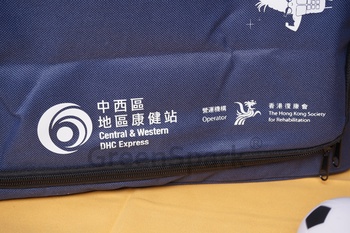 中西區
地區康健站
Central & Western
DHC Express
營運機構
Operator
香港復康會
The Hong Kong Society
for Rehabilitation
GreenSpark®